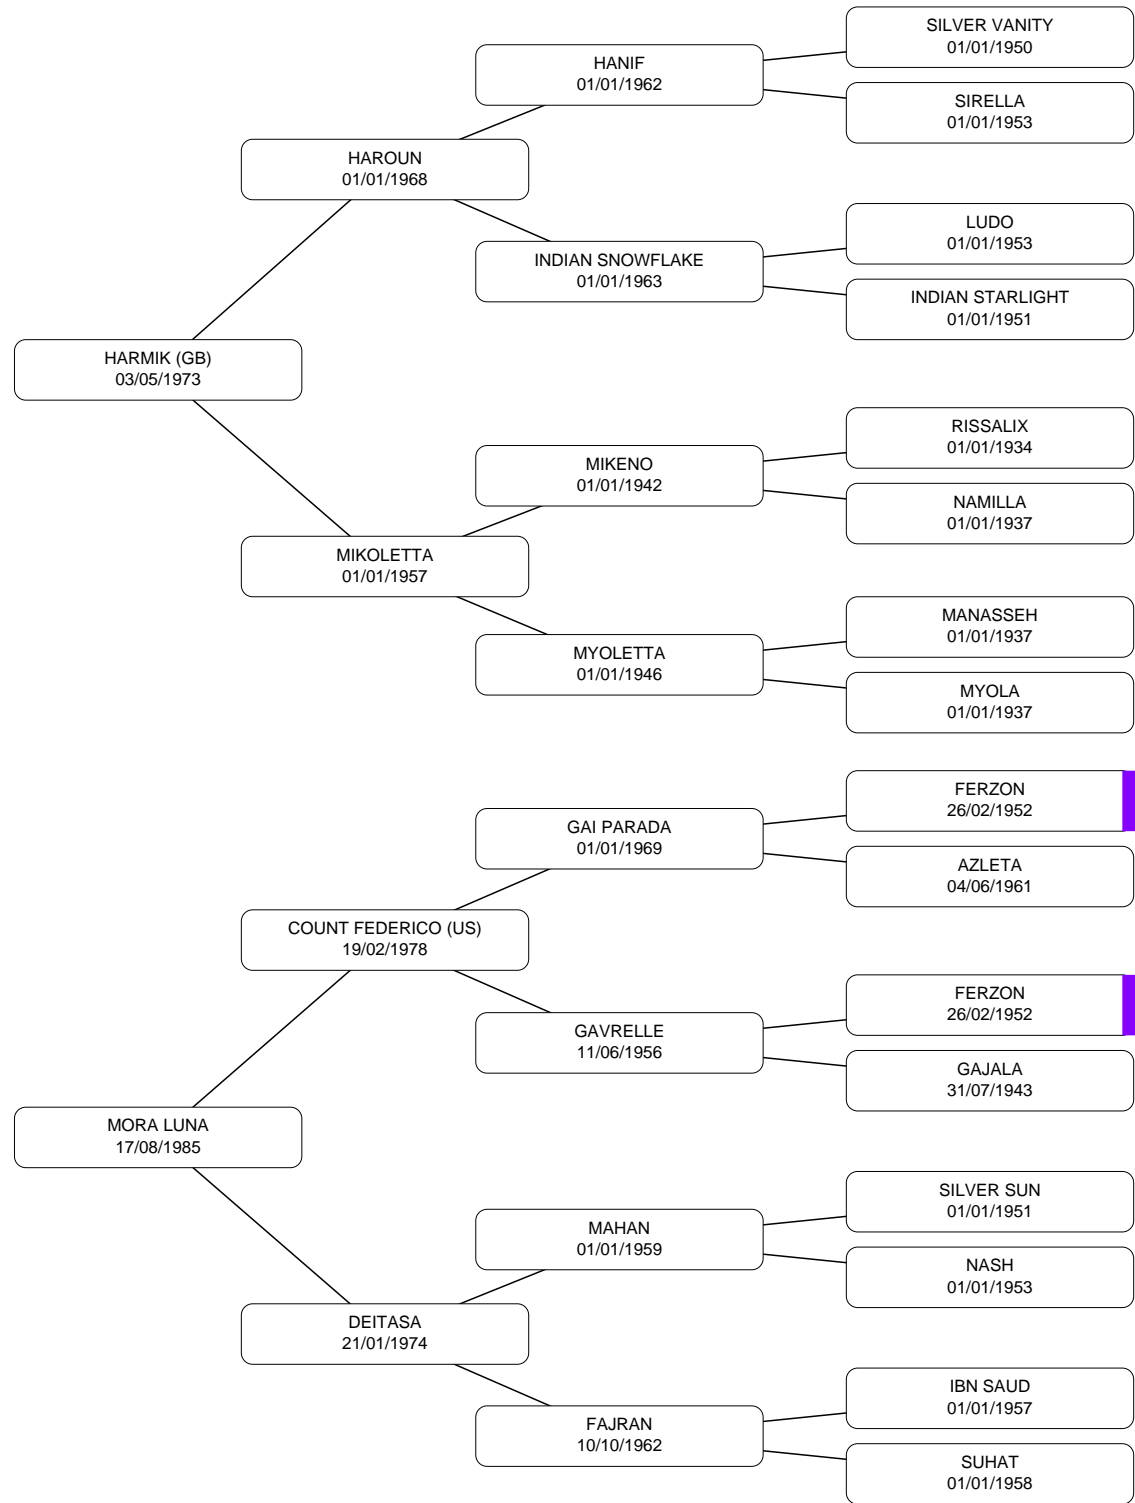 SILVER VANITY
01/01/1950
HANIF
01/01/1962
SIRELLA
01/01/1953
HAROUN
01/01/1968
LUDO
01/01/1953
INDIAN SNOWFLAKE
01/01/1963
INDIAN STARLIGHT
01/01/1951
HARMIK (GB)
03/05/1973
RISSALIX
01/01/1934
MIKENO
01/01/1942
NAMILLA
01/01/1937
MIKOLETTA
01/01/1957
MANASSEH
01/01/1937
MYOLETTA
01/01/1946
MYOLA
01/01/1937
FERZON
26/02/1952
GAI PARADA
01/01/1969
AZLETA
04/06/1961
COUNT FEDERICO (US)
19/02/1978
FERZON
26/02/1952
GAVRELLE
11/06/1956
GAJALA
31/07/1943
MORA LUNA
17/08/1985
SILVER SUN
01/01/1951
MAHAN
01/01/1959
NASH
01/01/1953
DEITASA
21/01/1974
IBN SAUD
01/01/1957
FAJRAN
10/10/1962
SUHAT
01/01/1958